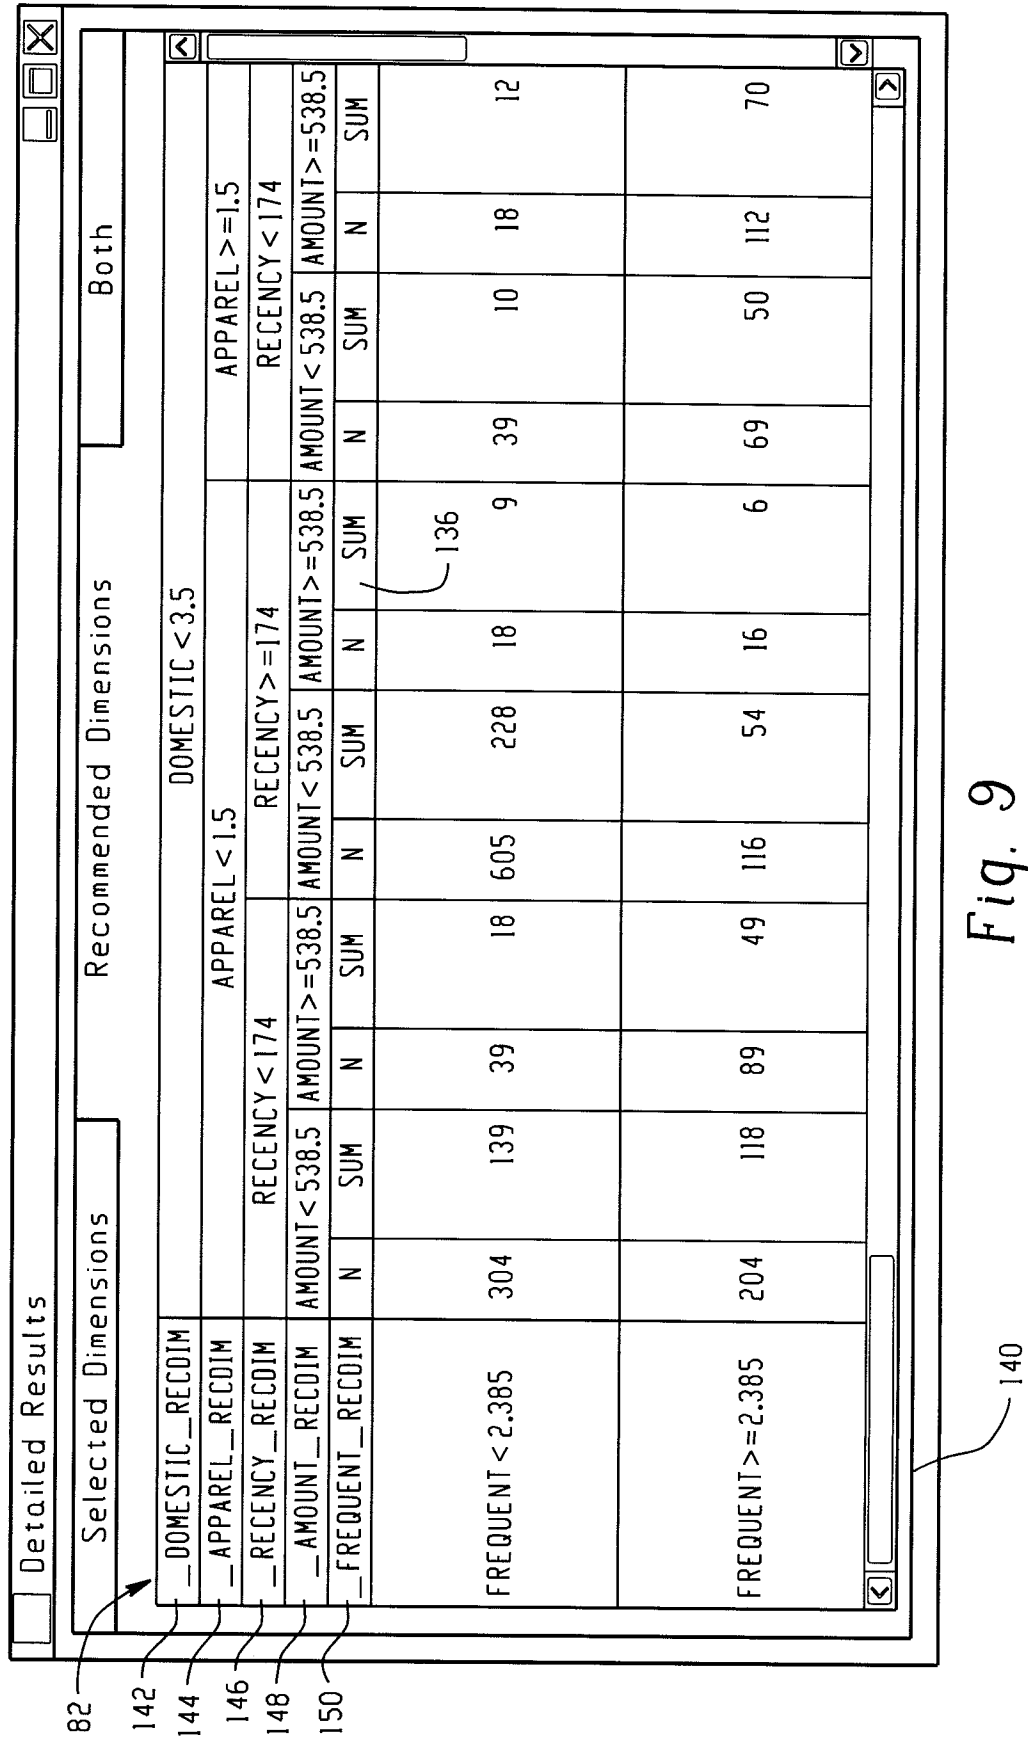 Detailed Results
Selected Dimensions Recommended Dimensions Both
82
142 _DOMESTIC_RECDIM DOMESTIC<3.5
144 _APPAREL_RECDIM APPAREL<1.5 APPAREL>=1.5
146 _RECENCY_RECDIM RECENCY<174 RECENCY>=174 RECENCY<174
148 _AMOUNT_RECDIM AMOUNT<538.5 AMOUNT>=538.5 AMOUNT<538.5 AMOUNT>=538.5 AMOUNT<538.5 AMOUNT>=538.5
150 _FREQUENT_RECDIM N SUM N SUM N SUM N SUM N SUM N SUM
136
FREQUENT<2.385 304 139 39 18 605 228 18 9 39 10 18 12
FREQUENT>=2.385 204 118 89 49 116 54 16 6 69 50 112 70
140
Fig. 9